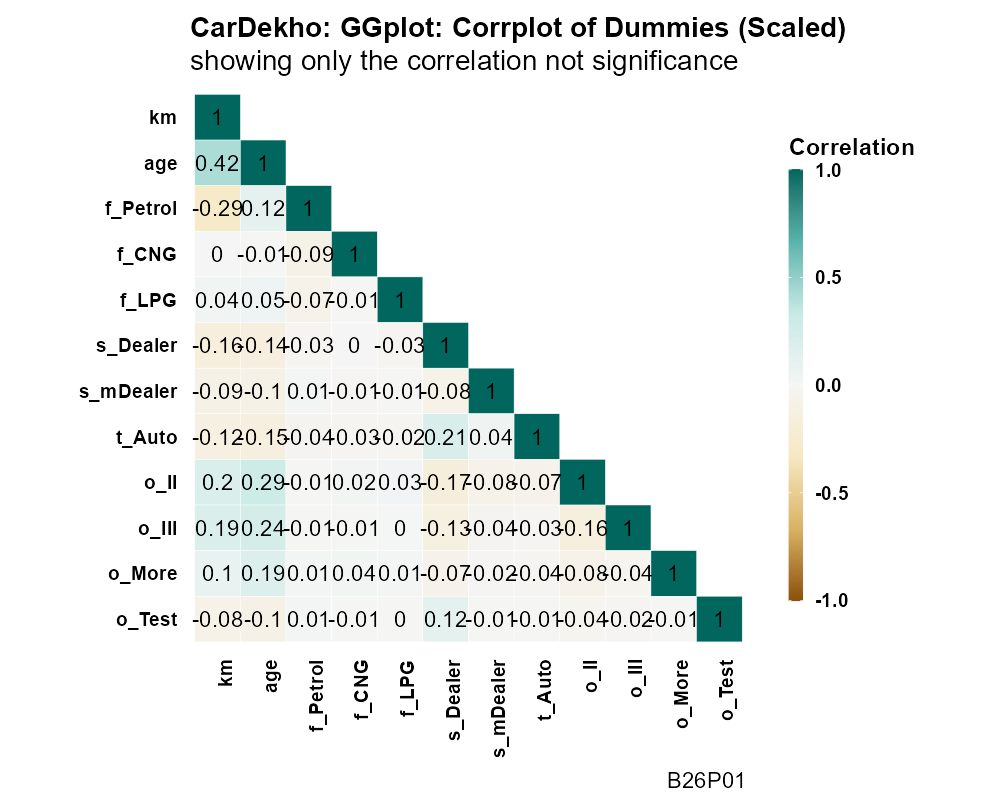 CarDekho: GGplot: Corrplot of Dummies (Scaled)
showing only the correlation not significance
km 1
age 0.42 1
f_Petrol -0.29 0.12 1
f_CNG 0 -0.01 -0.09 1
f_LPG 0.04 0.05 -0.07 -0.01 1
s_Dealer -0.16 -0.14 -0.03 0 -0.03 1
s_mDealer -0.09 -0.1 0.01 -0.01 -0.01 -0.08 1
t_Auto -0.12 -0.15 -0.04 -0.03 -0.02 0.21 0.04 1
o_II 0.2 0.29 -0.01 0.02 0.03 -0.17 -0.08 -0.07 1
o_III 0.19 0.24 -0.01 -0.01 0 -0.13 -0.04 -0.03 -0.16 1
o_More 0.1 0.19 0.01 0.04 0.01 -0.07 -0.02 -0.04 -0.08 -0.04 1
o_Test -0.08 -0.1 0.01 -0.01 0 0.12 -0.01 -0.01 -0.04 -0.02 -0.01 1
km age f_Petrol f_CNG f_LPG s_Dealer s_mDealer t_Auto o_II o_III o_More o_Test
Correlation
1.0
0.5
0.0
-0.5
-1.0
B26P01